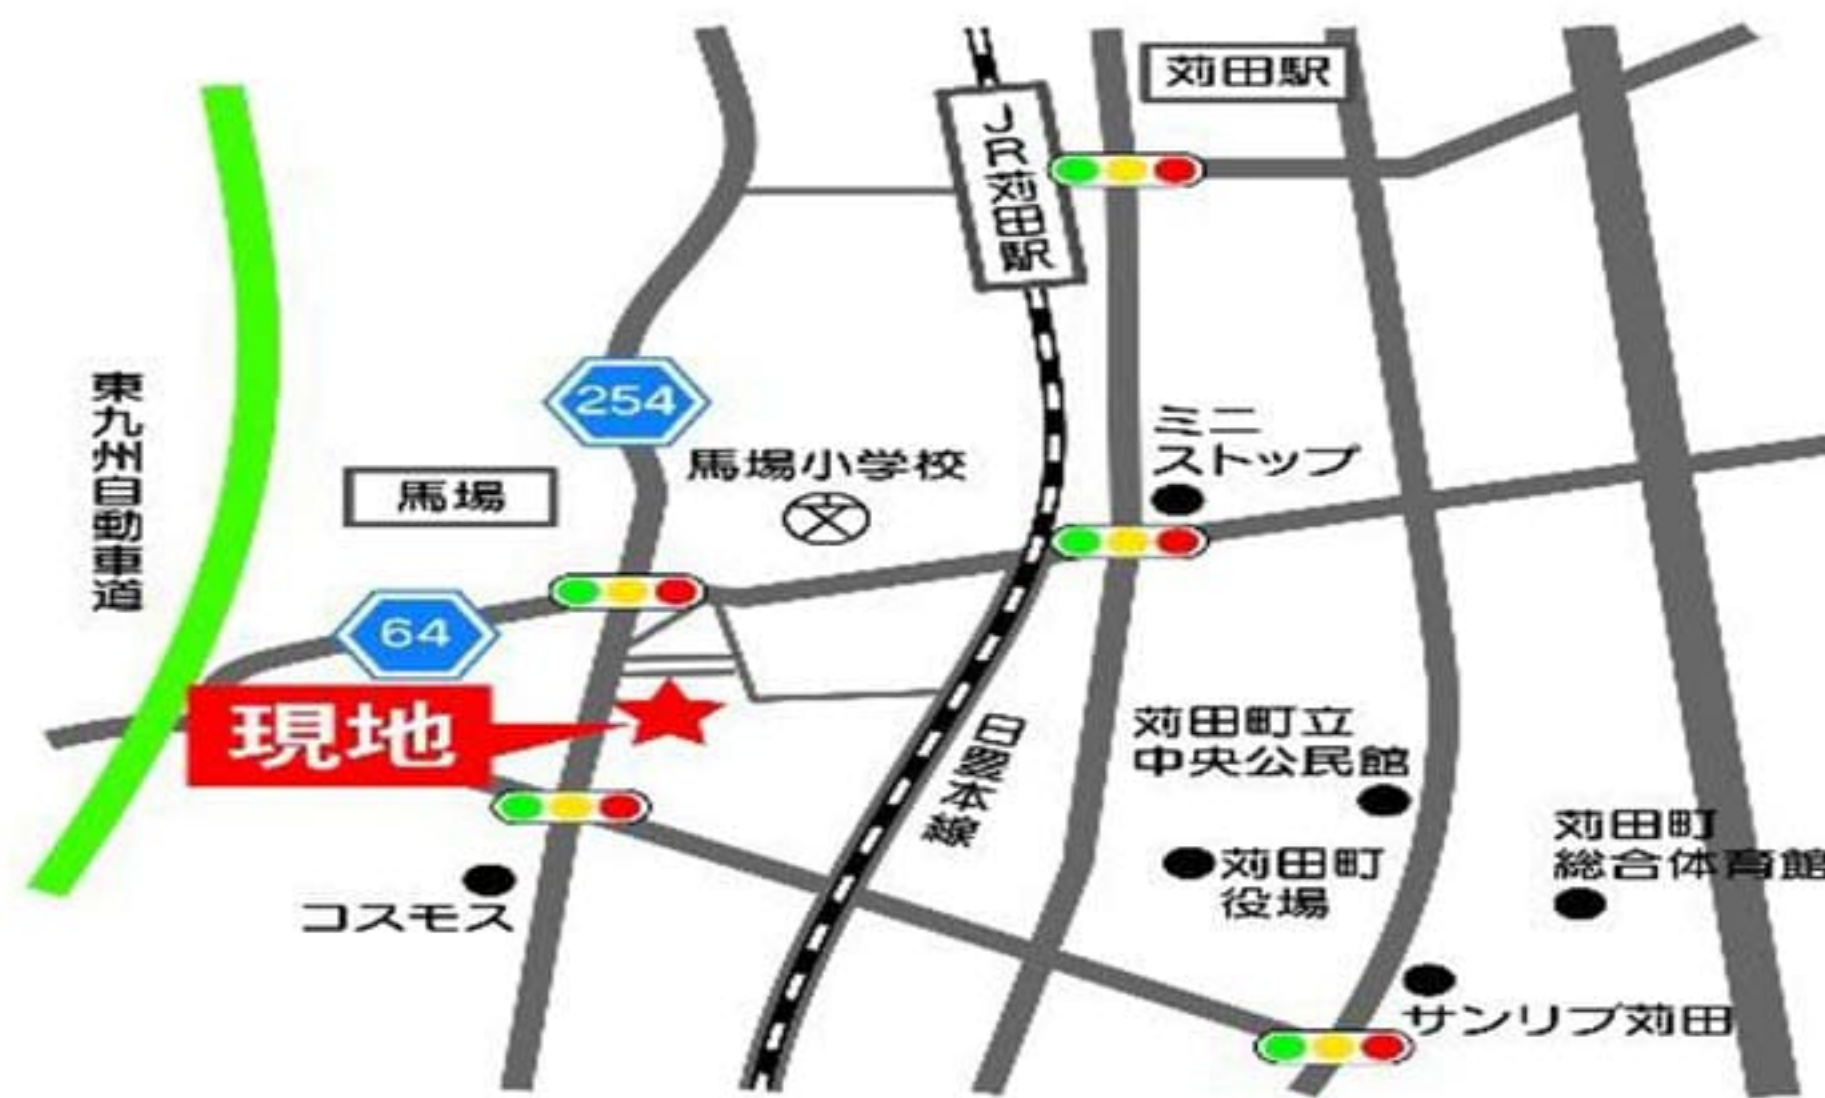 苅田駅
JR苅田駅
東九州自動車道
254
馬場小学校
馬場
ミニ
ストップ
64
現地
日豊本線
苅田町立
中央公民館
苅田町
役場
苅田町
総合体育館
コスモス
サンリブ苅田